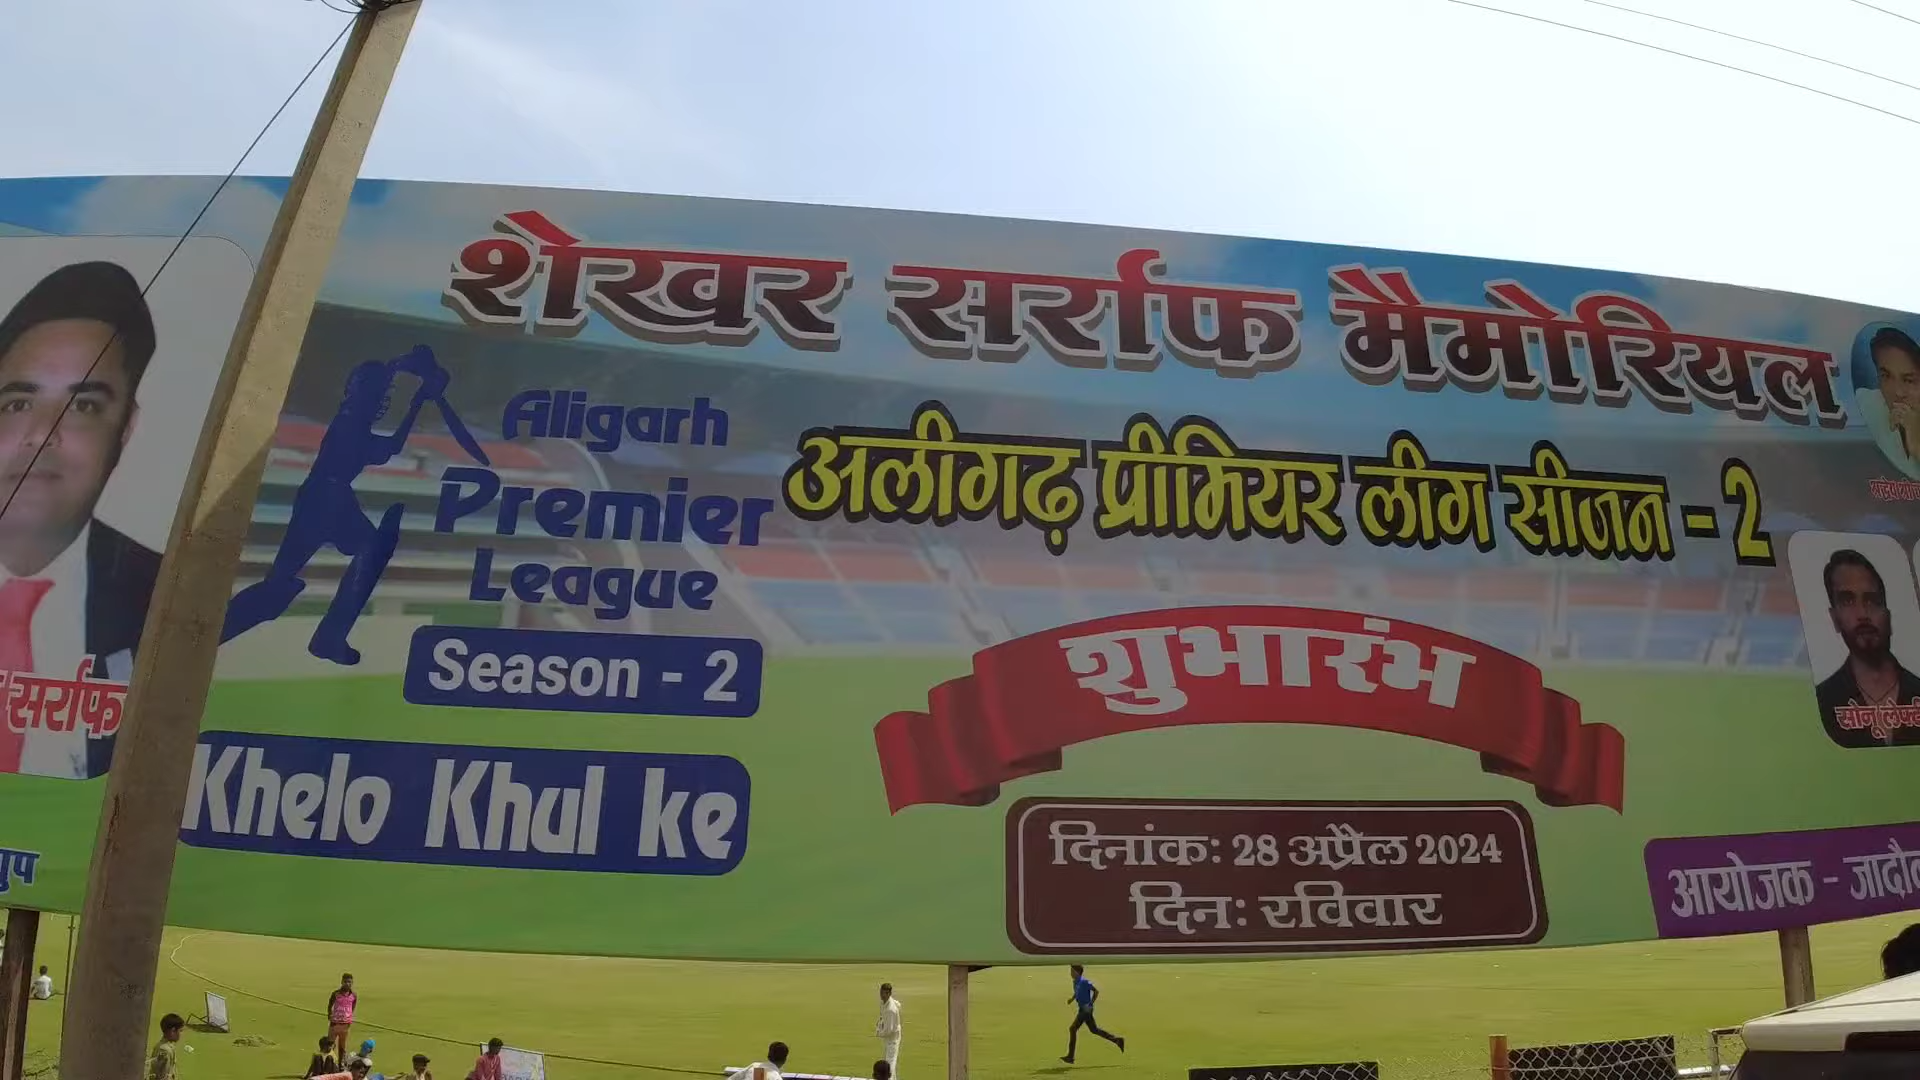 शेखर सर्राफ मैमोरियल
Aligarh
Premier
League
Season - 2
Khelo Khul ke
अलीगढ़ प्रीमियर लीग सीजन - 2
शुभारंभ
दिनांक: 28 अप्रैल 2024
दिन: रविवार
सर्राफ
सोनू
आयोजक -